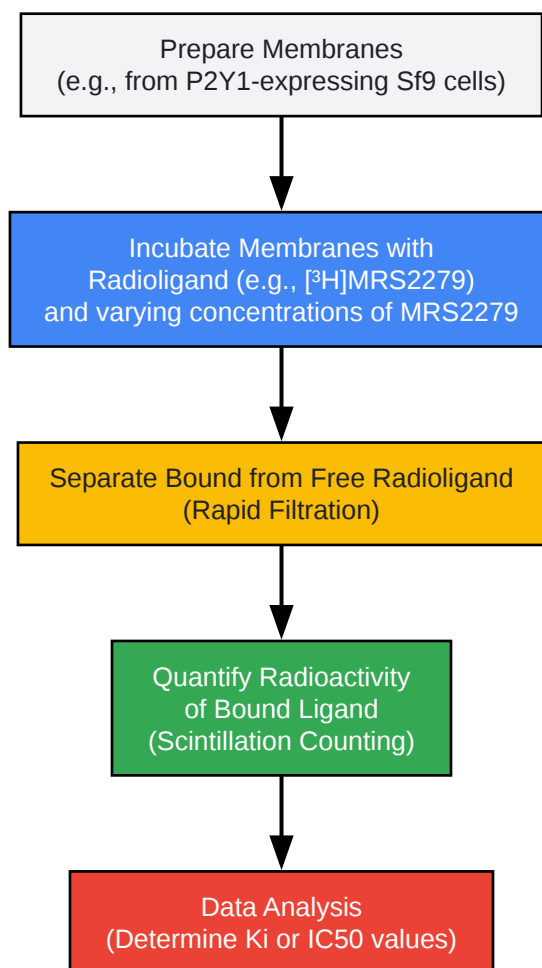 Prepare Membranes
(e.g., from P2Y1-expressing Sf9 cells)
Incubate Membranes with
Radioligand (e.g., [³H]MRS2279)
and varying concentrations of MRS2279
Separate Bound from Free Radioligand
(Rapid Filtration)
Quantify Radioactivity
of Bound Ligand
(Scintillation Counting)
Data Analysis
(Determine Ki or IC50 values)